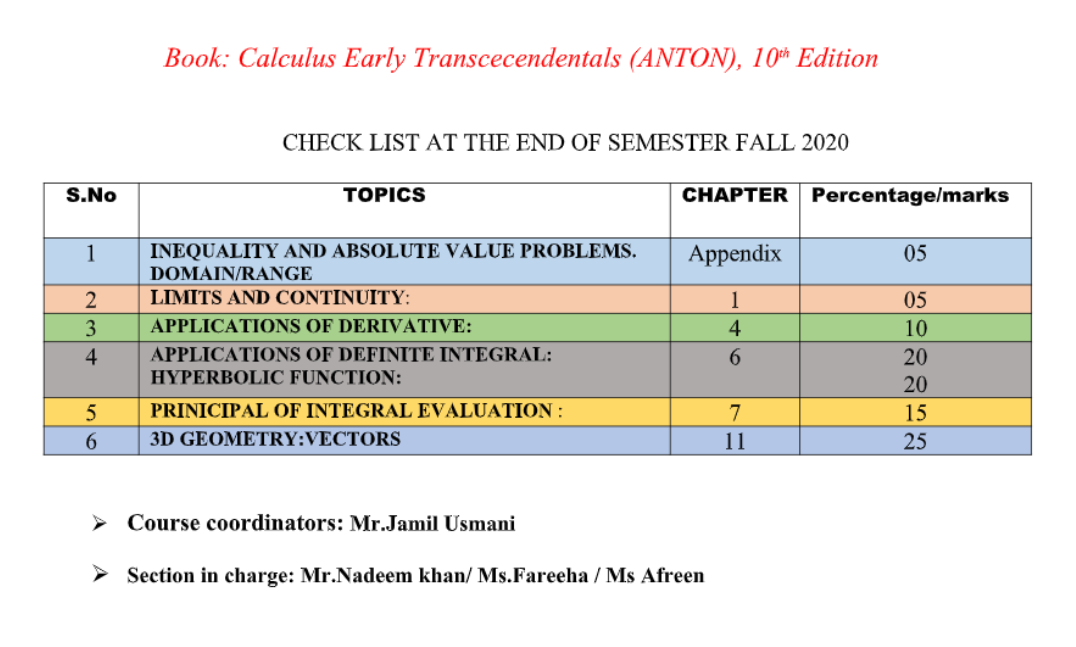 Book: Calculus Early Transcecendentals (ANTON), 10th Edition
CHECK LIST AT THE END OF SEMESTER FALL 2020
S.No TOPICS CHAPTER Percentage/marks
1 INEQUALITY AND ABSOLUTE VALUE PROBLEMS. Appendix 05
DOMAIN/RANGE
2 LIMITS AND CONTINUITY: 1 05
3 APPLICATIONS OF DERIVATIVE: 4 10
4 APPLICATIONS OF DEFINITE INTEGRAL: 6 20
HYPERBOLIC FUNCTION: 20
5 PRINICIPAL OF INTEGRAL EVALUATION : 7 15
6 3D GEOMETRY:VECTORS 11 25
➢ Course coordinators: Mr.Jamil Usmani
➢ Section in charge: Mr.Nadeem khan/ Ms.Fareeha / Ms Afreen